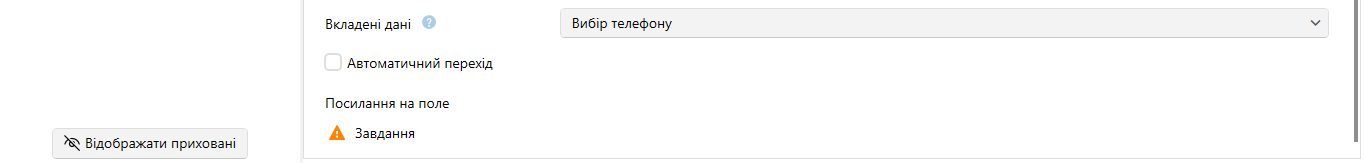 Вкладені дані
Вибір телефону
Автоматичний перехід
Посилання на поле
Завдання
Відображати приховані